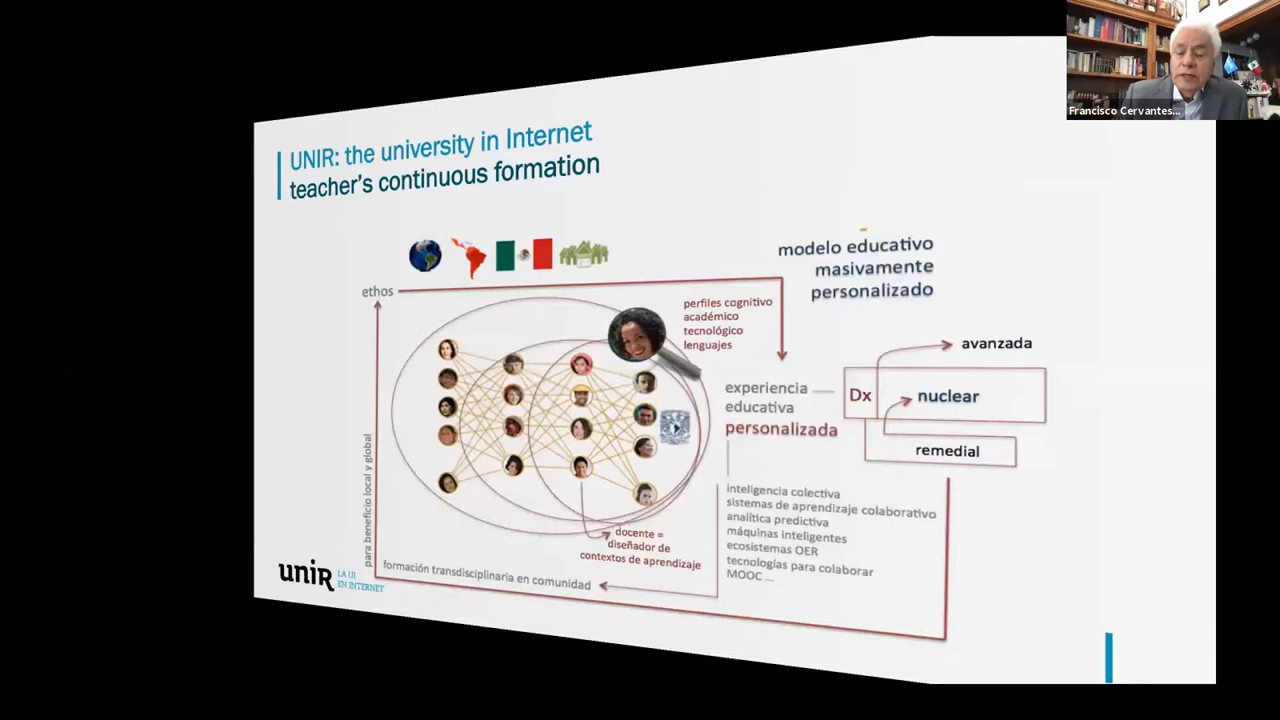 Francisco Cervantes...
UNIR: the university in Internet
teacher's continuous formation
modelo educativo
masivamente
personalizado
ethos
perfiles cognitivo
académico
tecnológico
lenguajes
avanzada
experiencia
educativa
personalizada
Dx
nuclear
remedial
inteligencia colectiva
sistemas de aprendizaje colaborativo
analítica predictiva
máquinas inteligentes
ecosistemas OER
tecnologías para colaborar
MOOC ...
docente =
diseñador de
contextos de aprendizaje
para beneficio local y global
formación transdisciplinaria en comunidad
unir
LA UI
EN INTERNET